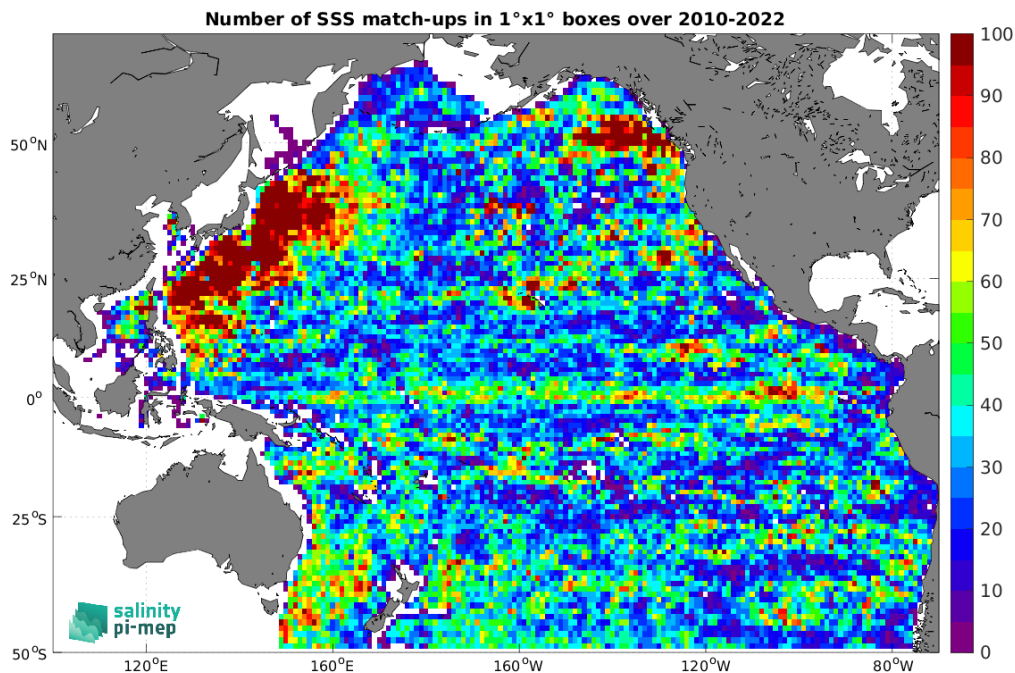 Number of SSS match-ups in 1°x1° boxes over 2010-2022
100
90
80
70
60
50
40
30
20
10
0
50°N
25°N
0°
25°S
50°S
120°E
160°E
160°W
120°W
80°W
salinity
pi-mep